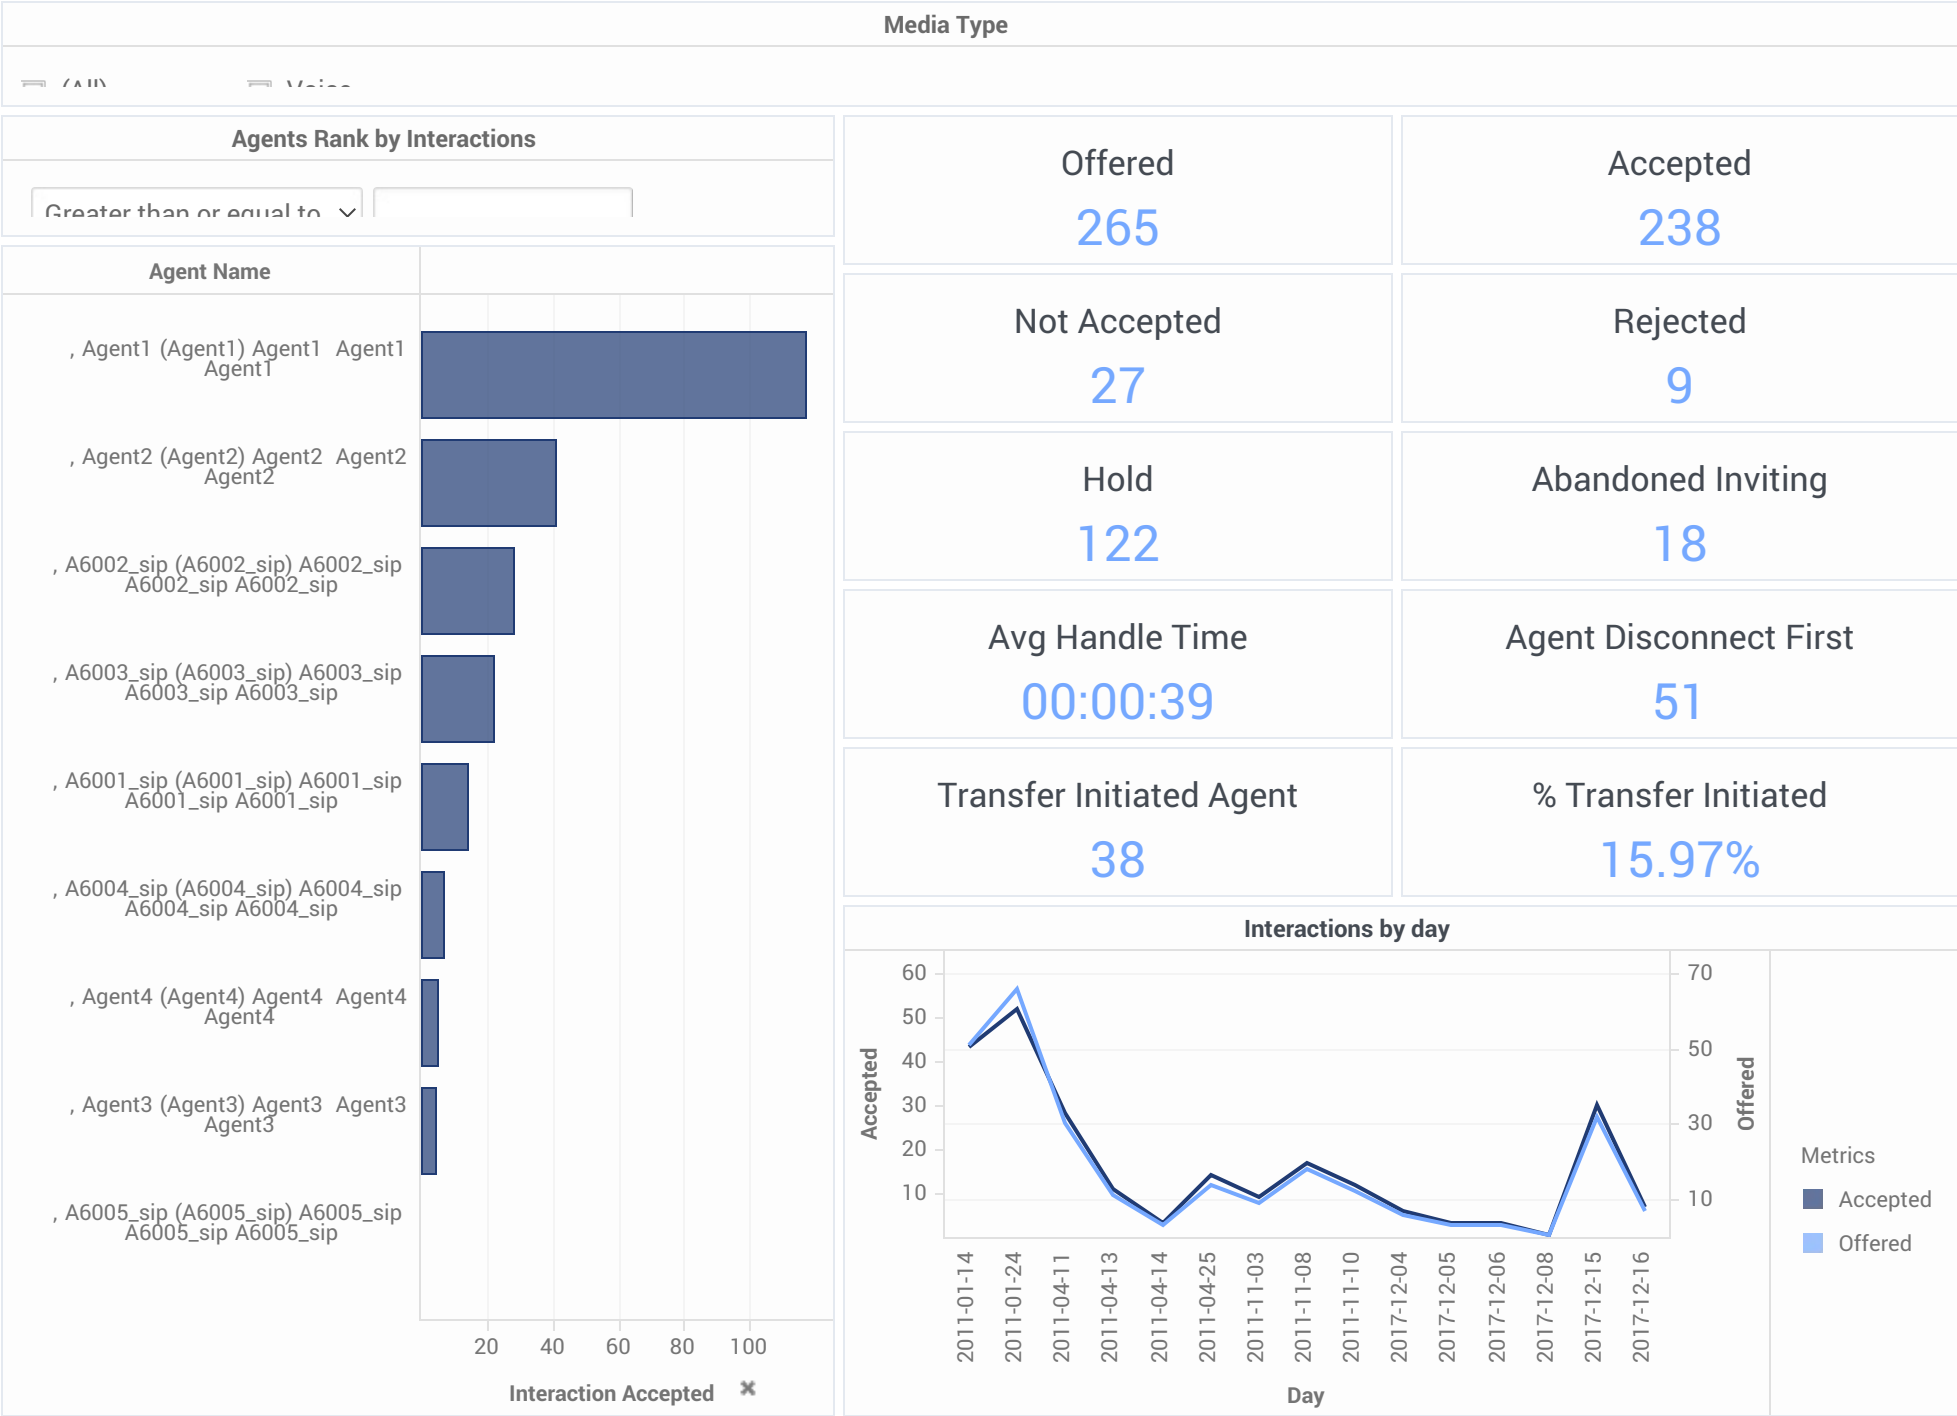 Media Type
(All) Voice
Agents Rank by Interactions
Greater than or equal to
Agent Name
, Agent1 (Agent1) Agent1 Agent1
Agent1
, Agent2 (Agent2) Agent2 Agent2
Agent2
, A6002_sip (A6002_sip) A6002_sip
A6002_sip A6002_sip
, A6003_sip (A6003_sip) A6003_sip
A6003_sip A6003_sip
, A6001_sip (A6001_sip) A6001_sip
A6001_sip A6001_sip
, A6004_sip (A6004_sip) A6004_sip
A6004_sip A6004_sip
, Agent4 (Agent4) Agent4 Agent4
Agent4
, Agent3 (Agent3) Agent3 Agent3
Agent3
, A6005_sip (A6005_sip) A6005_sip
A6005_sip A6005_sip
20 40 60 80 100
Interaction Accepted
Offered
265
Accepted
238
Not Accepted
27
Rejected
9
Hold
122
Abandoned Inviting
18
Avg Handle Time
00:00:39
Agent Disconnect First
51
Transfer Initiated Agent
38
% Transfer Initiated
15.97%
Interactions by day
Accepted
60
50
40
30
20
10
70
50
30
10
Offered
2011-01-14
2011-01-24
2011-04-11
2011-04-13
2011-04-14
2011-04-25
2011-11-03
2011-11-08
2011-11-10
2017-12-04
2017-12-05
2017-12-06
2017-12-08
2017-12-15
2017-12-16
Day
Metrics
Accepted
Offered